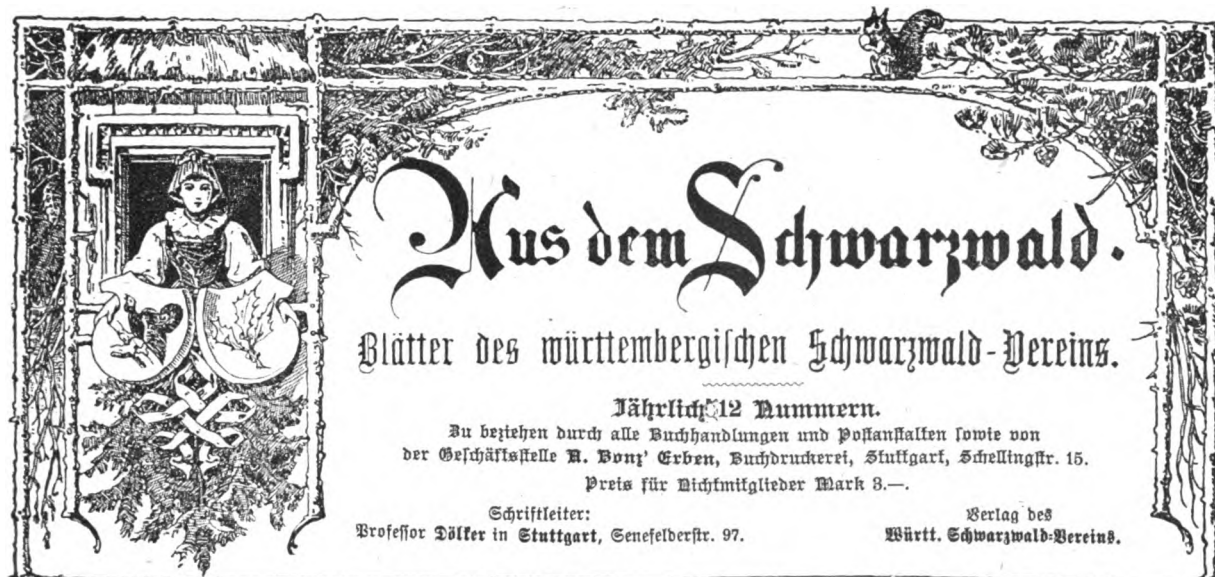 Aus dem Schwarzwald.
Blätter des württembergischen Schwarzwald-Vereins.
Jährlich 12 Nummern.
Zu beziehen durch alle Buchhandlungen und Postanstalten sowie von
der Geschäftsstelle A. Bonz' Erben, Buchdruckerei, Stuttgart, Schellingstr. 15.
Preis für Nichtmitglieder Mark 3.—.
Schriftleiter:
Professor Dölker in Stuttgart, Senefelderstr. 97.
Verlag des
Württ. Schwarzwald-Vereins.